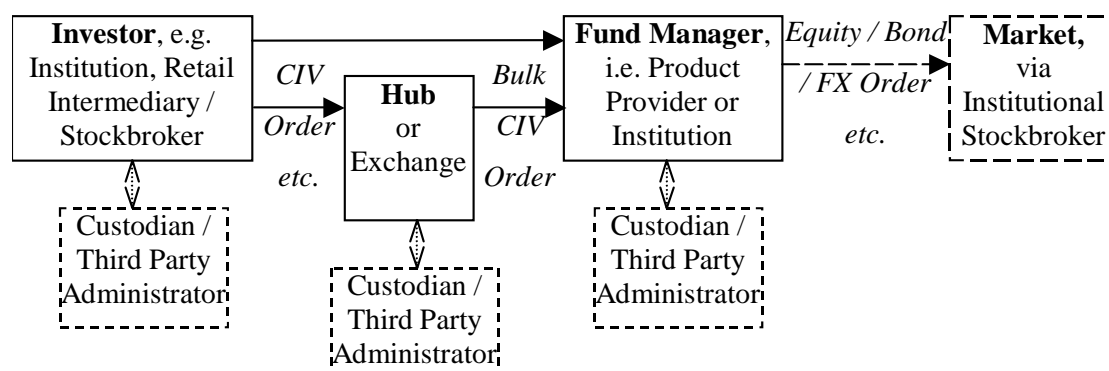 Investor, e.g.
Institution, Retail
Intermediary /
Stockbroker
CIV
Order
etc.
Hub
or
Exchange
Bulk
CIV
Order
Fund Manager,
i.e. Product
Provider or
Institution
Equity / Bond
/ FX Order
etc.
Market,
via
Institutional
Stockbroker
Custodian /
Third Party
Administrator
Custodian /
Third Party
Administrator
Custodian /
Third Party
Administrator